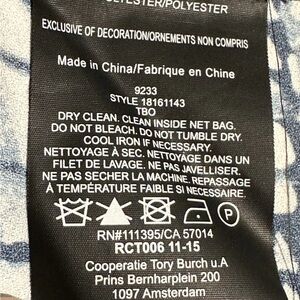 POLYESTER/POLYESTER
EXCLUSIVE OF DECORATION/ORNEMENTS NON COMPRIS
Made in China/Fabrique en Chine
9233
STYLE 18161143
TBO
DRY CLEAN. CLEAN INSIDE NET BAG.
DO NOT BLEACH. DO NOT TUMBLE DRY.
COOL IRON IF NECESSARY.
NETTOYAGE À SEC. NETTOYAGE DANS UN
FILET DE LAVAGE. NE PAS JAVELLISER.
NE PAS SECHER LA MACHINE. REPASSAGE
À TEMPÉRATURE FAIBLE SI NECESSAIRE.
P
RN#111395/CA 57014
RCT006 11-15
Cooperatie Tory Burch u.A
Prins Bernharplein 200
1097 Amsterdam